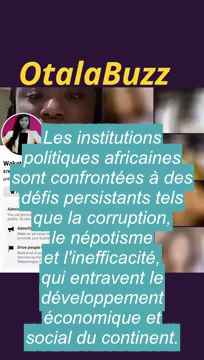 OtalaBuzz
Les institutions
politiques africaines
sont confrontées à des
défis persistants tels
que la corruption,
le népotisme
et l'inefficacité,
qui entravent le
développement
économique et
social du continent.